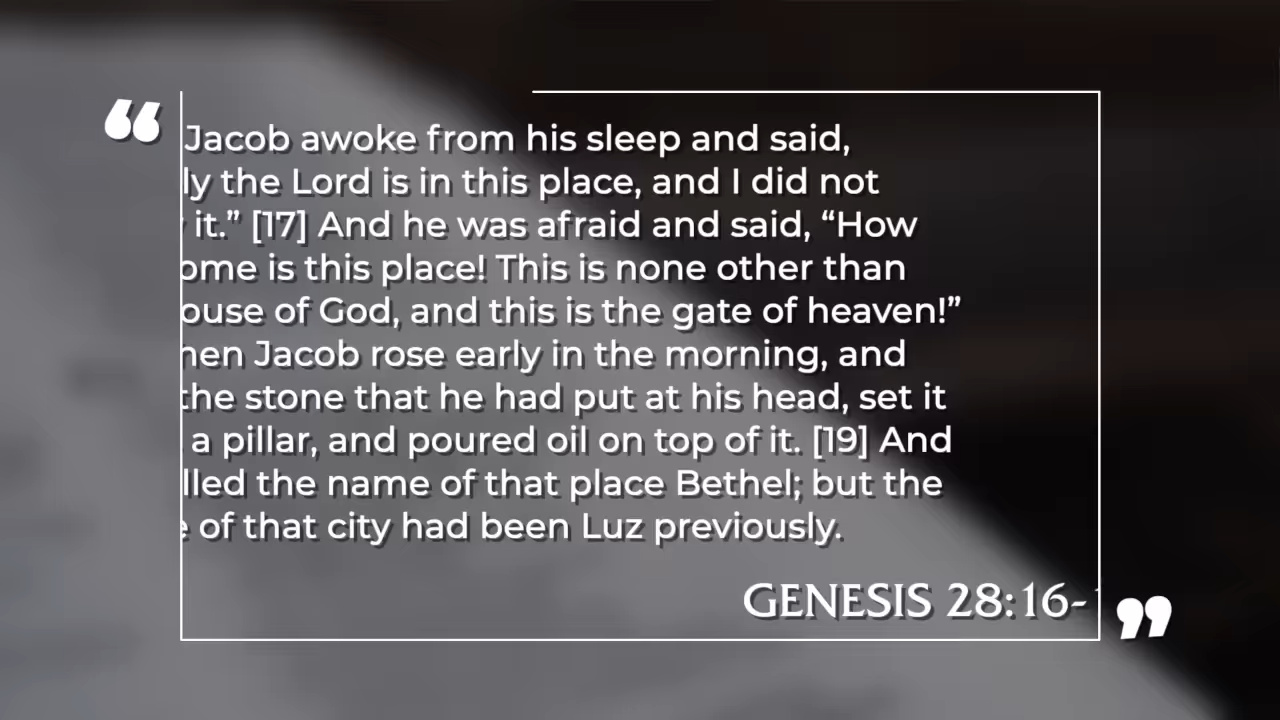 Jacob awoke from his sleep and said,
ly the Lord is in this place, and I did not
it.” [17] And he was afraid and said, “How
ome is this place! This is none other than
ouse of God, and this is the gate of heaven!”
hen Jacob rose early in the morning, and
the stone that he had put at his head, set it
a pillar, and poured oil on top of it. [19] And
lled the name of that place Bethel; but the
e of that city had been Luz previously.
GENESIS 28:16-